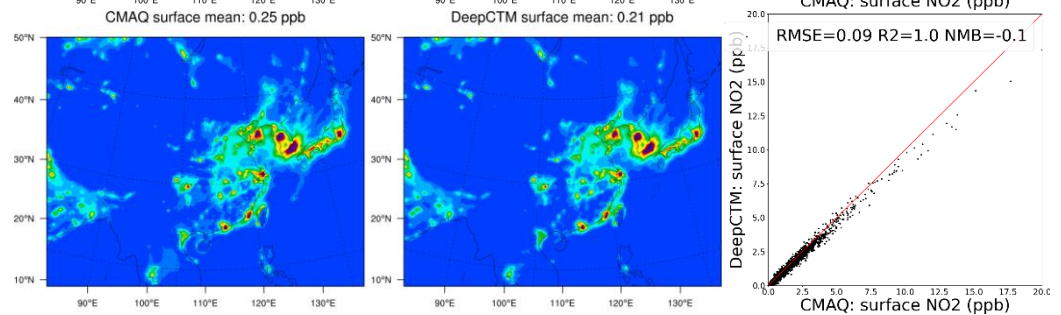 CMAQ: surface NO2 (ppb)
CMAQ surface mean: 0.25 ppb
DeepCTM surface mean: 0.21 ppb
RMSE=0.09 R2=1.0 NMB=-0.1
50°N
40°N
30°N
20°N
10°N
90°E 100°E 110°E 120°E 130°E
50°N
40°N
30°N
20°N
10°N
90°E 100°E 110°E 120°E 130°E
DeepCTM: surface NO2 (ppb)
20.0
17.5
15.0
12.5
10.0
7.5
5.0
2.5
0.0
0.0 2.5 5.0 7.5 10.0 12.5 15.0 17.5 20.0
CMAQ: surface NO2 (ppb)